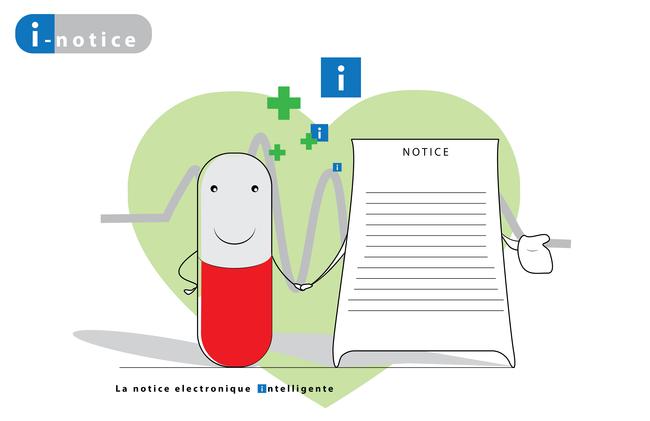 i-notice
i
i
i
NOTICE
La notice electronique intelligente